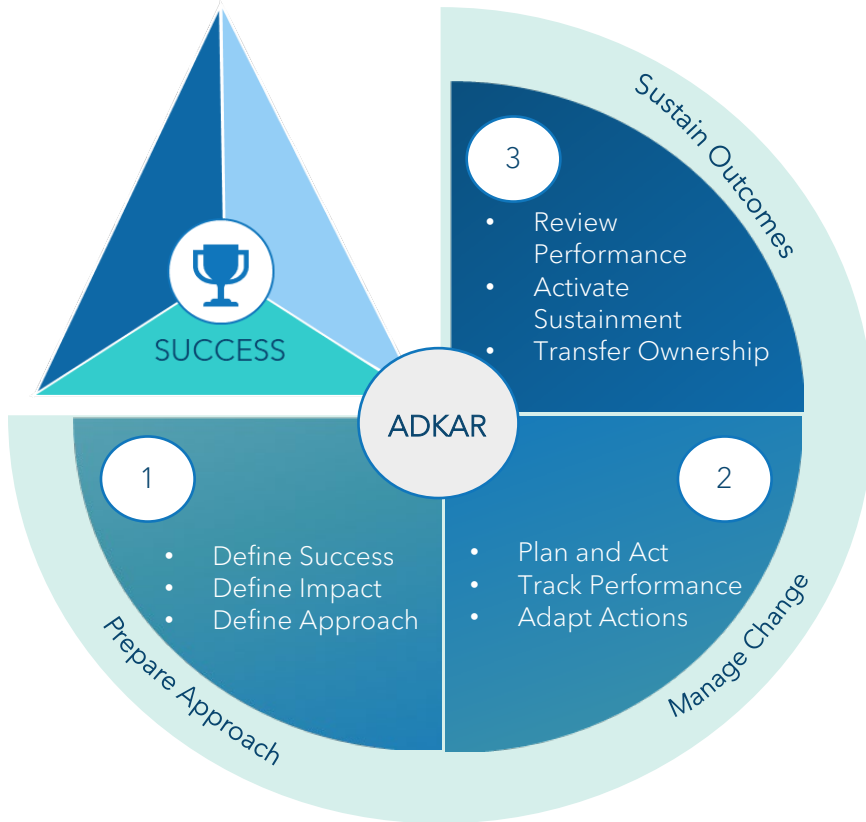 SUCCESS
ADKAR
1
• Define Success
• Define Impact
• Define Approach
Prepare Approach
2
• Plan and Act
• Track Performance
• Adapt Actions
Manage Change
3
• Review
Performance
• Activate
Sustainment
• Transfer Ownership
Sustain Outcomes